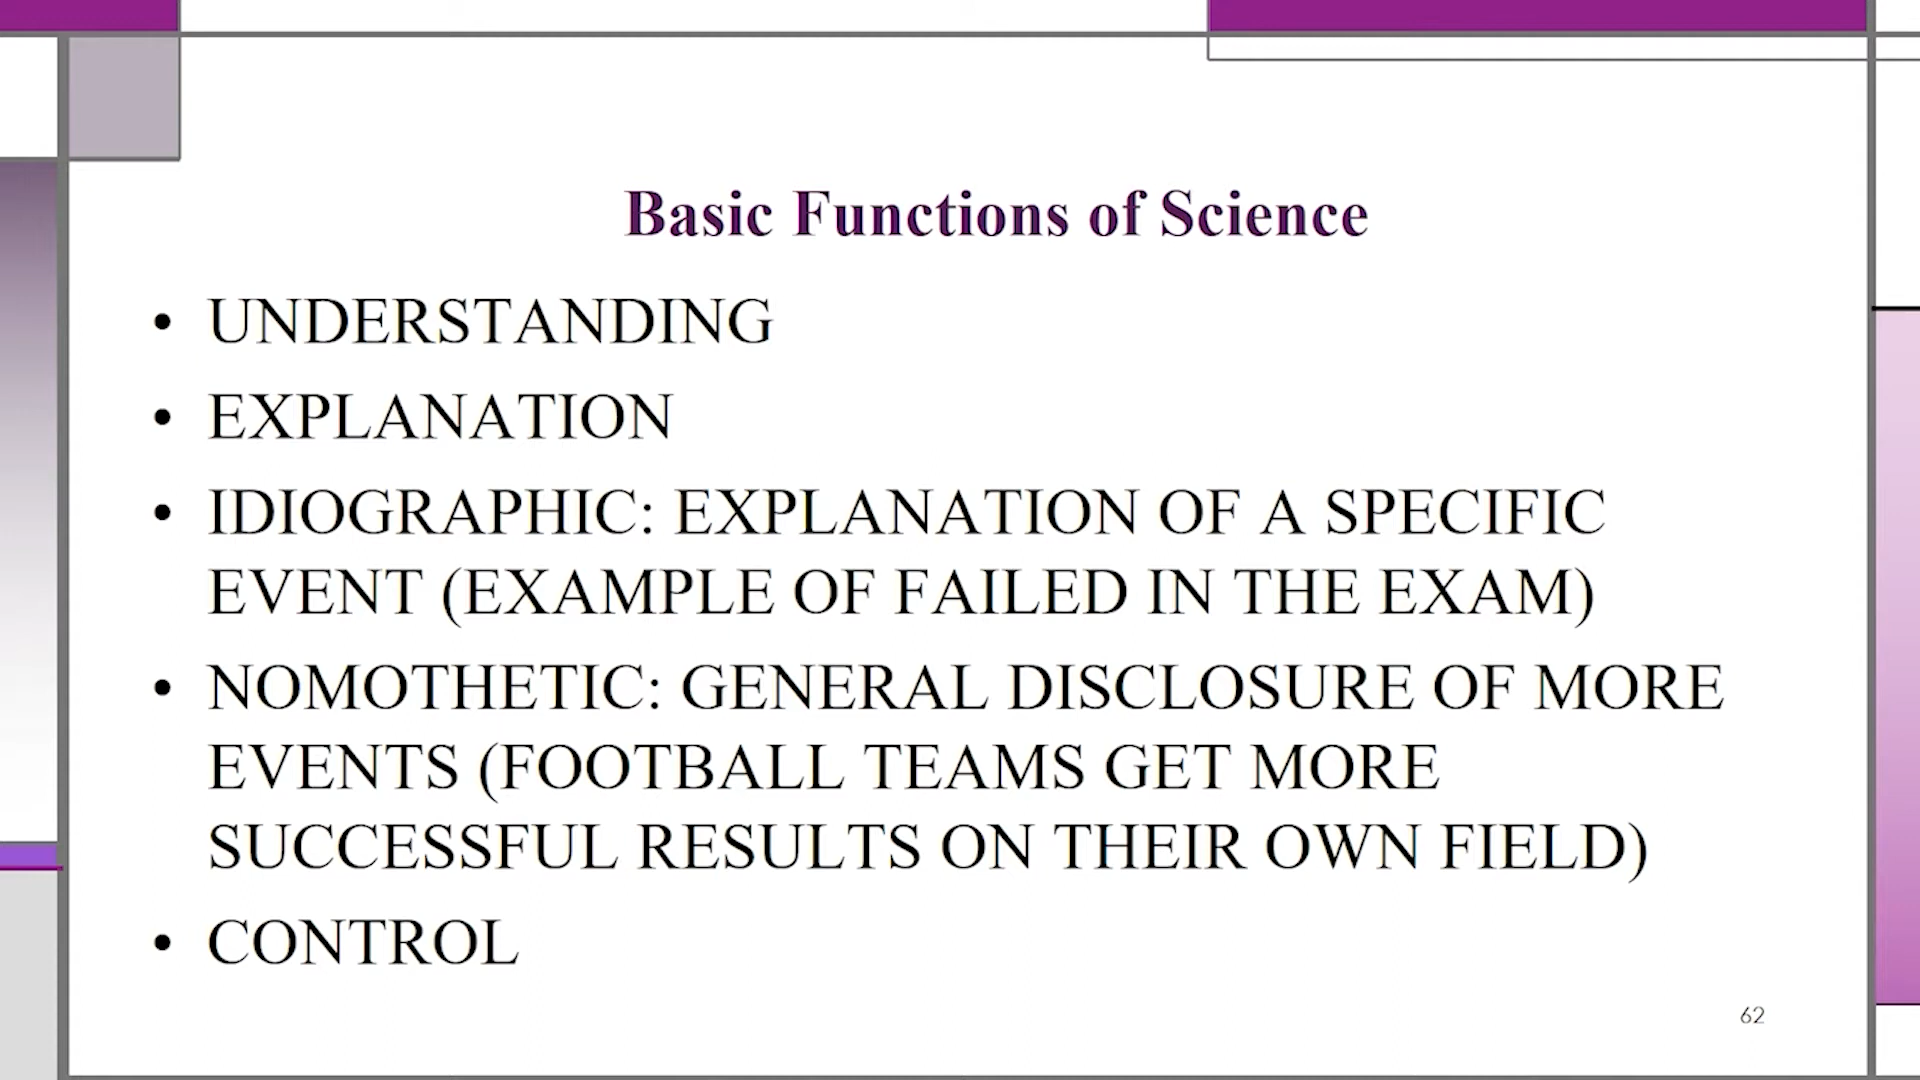 Basic Functions of Science
• UNDERSTANDING
• EXPLANATION
• IDIOGRAPHIC: EXPLANATION OF A SPECIFIC
EVENT (EXAMPLE OF FAILED IN THE EXAM)
• NOMOTHETIC: GENERAL DISCLOSURE OF MORE
EVENTS (FOOTBALL TEAMS GET MORE
SUCCESSFUL RESULTS ON THEIR OWN FIELD)
• CONTROL
62